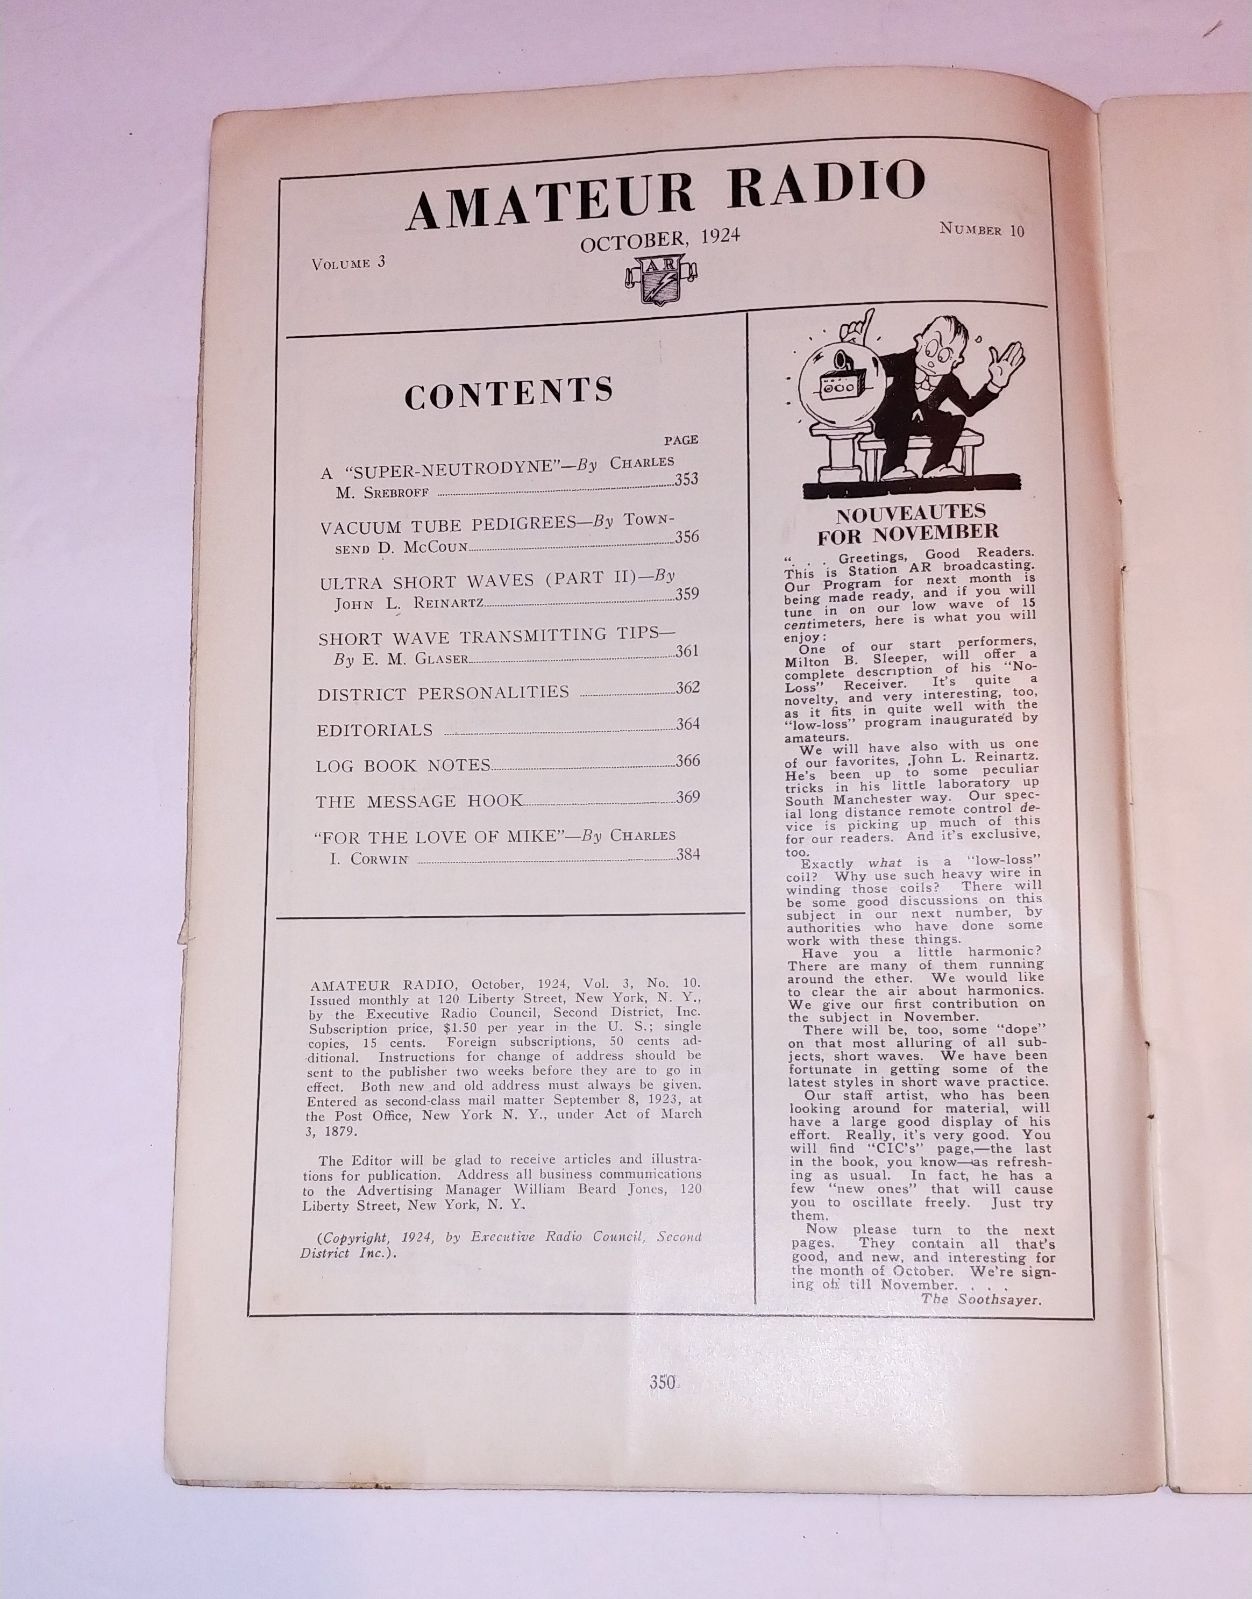 AMATEUR RADIO
OCTOBER, 1924
VOLUME 3
NUMBER 10
AR
CONTENTS
PAGE
A "SUPER-NEUTRODYNE"—By CHARLES
M. SREBROFF 353
VACUUM TUBE PEDIGREES—By TOWN-
SEND D. MCCOUN 356
ULTRA SHORT WAVES (PART II)—By
JOHN L. REINARTZ 359
SHORT WAVE TRANSMITTING TIPS—
By E. M. GLASER 361
DISTRICT PERSONALITIES 362
EDITORIALS 364
LOG BOOK NOTES 366
THE MESSAGE HOOK 369
"FOR THE LOVE OF MIKE"—By CHARLES
I. CORWIN 384
AMATEUR RADIO, October, 1924, Vol. 3, No. 10.
Issued monthly at 120 Liberty Street, New York, N. Y.,
by the Executive Radio Council, Second District, Inc.
Subscription price, $1.50 per year in the U. S.; single
copies, 15 cents. Foreign subscriptions, 50 cents ad-
ditional. Instructions for change of address should be
sent to the publisher two weeks before they are to go in
effect. Both new and old address must always be given.
Entered as second-class mail matter September 8, 1923, at
the Post Office, New York N. Y., under Act of March
3, 1879.
The Editor will be glad to receive articles and illustra-
tions for publication. Address all business communications
to the Advertising Manager William Beard Jones, 120
Liberty Street, New York, N. Y.
(Copyright, 1924, by Executive Radio Council, Second
District Inc.).
NOUVEAUTES
FOR NOVEMBER
". . . Greetings, Good Readers.
This is Station AR broadcasting.
Our Program for next month is
being made ready, and if you will
tune in on our low wave of 15
centimeters, here is what you will
enjoy:
One of our start performers,
Milton B. Sleeper, will offer a
complete description of his "No-
Loss" Receiver. It's quite a
novelty, and very interesting, too,
as it fits in quite well with the
"low-loss" program inaugurated by
amateurs.
We will have also with us one
of our favorites, John L. Reinartz.
He's been up to some peculiar
tricks in his little laboratory up
South Manchester way. Our spec-
ial long distance remote control de-
vice is picking up much of this
for our readers. And it's exclusive,
too.
Exactly what is a "low-loss"
coil? Why use such heavy wire in
winding those coils? There will
be some good discussions on this
subject in our next number, by
authorities who have done some
work with these things.
Have you a little harmonic?
There are many of them running
around the ether. We would like
to clear the air about harmonics.
We give our first contribution on
the subject in November.
There will be, too, some "dope"
on that most alluring of all sub-
jects, short waves. We have been
fortunate in getting some of the
latest styles in short wave practice.
Our staff artist, who has been
looking around for material, will
have a large good display of his
effort. Really, it's very good. You
will find "CIC's" page,—the last
in the book, you know—as refresh-
ing as usual. In fact, he has a
few "new ones" that will cause
you to oscillate freely. Just try
them.
Now please turn to the next
pages. They contain all that's
good, and new, and interesting for
the month of October. We're sign-
ing off till November. . . .
The Soothsayer.
350